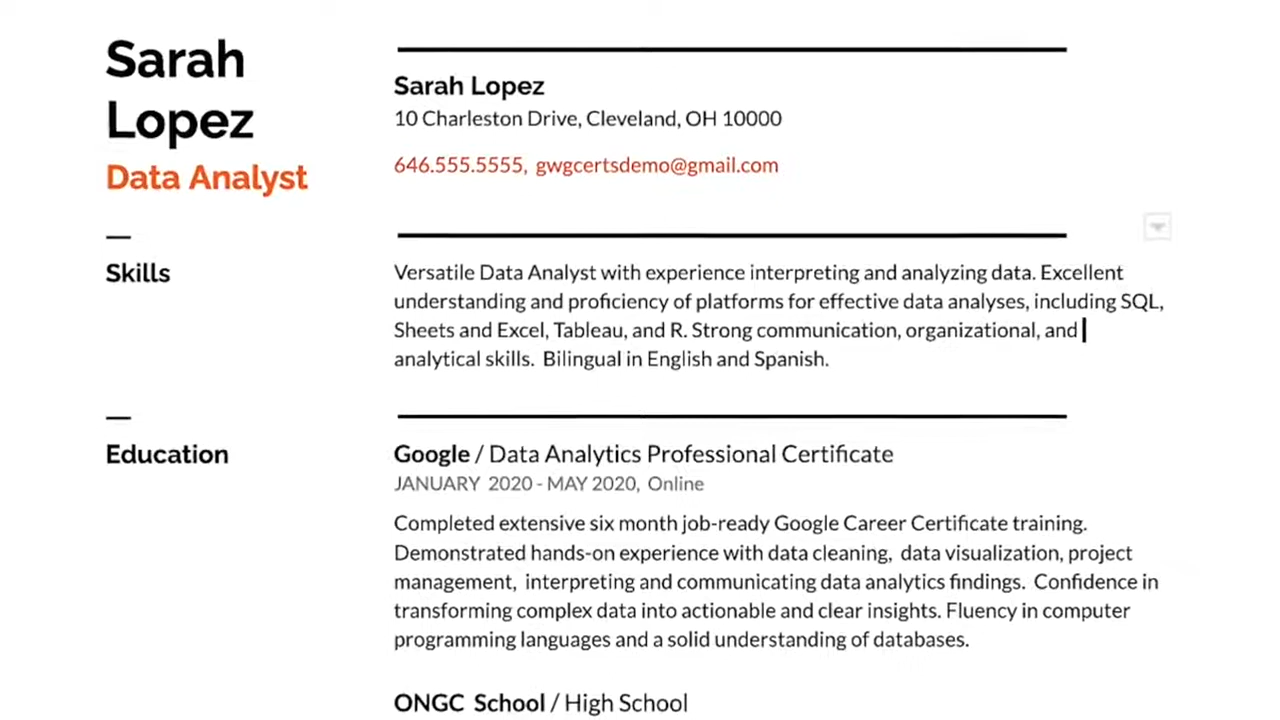 Sarah
Lopez
Data Analyst
Sarah Lopez
10 Charleston Drive, Cleveland, OH 10000
646.555.5555, gwgcertsdemo@gmail.com
Skills
Versatile Data Analyst with experience interpreting and analyzing data. Excellent
understanding and proficiency of platforms for effective data analyses, including SQL,
Sheets and Excel, Tableau, and R. Strong communication, organizational, and
analytical skills. Bilingual in English and Spanish.
Education
Google / Data Analytics Professional Certificate
JANUARY 2020 - MAY 2020, Online
Completed extensive six month job-ready Google Career Certificate training.
Demonstrated hands-on experience with data cleaning, data visualization, project
management, interpreting and communicating data analytics findings. Confidence in
transforming complex data into actionable and clear insights. Fluency in computer
programming languages and a solid understanding of databases.
ONGC School / High School